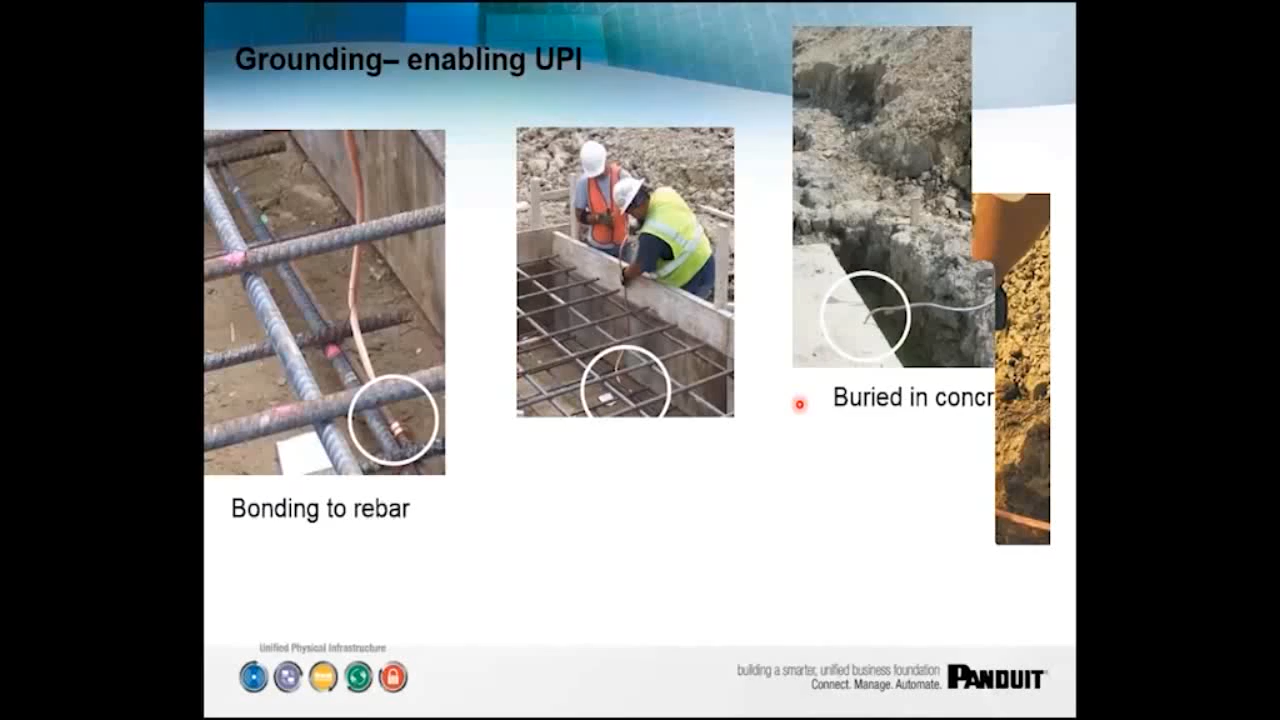 Grounding– enabling UPI
Buried in concr
Bonding to rebar
Unified Physical Infrastructure
building a smarter, unified business foundation
Connect. Manage. Automate.
PANDUIT